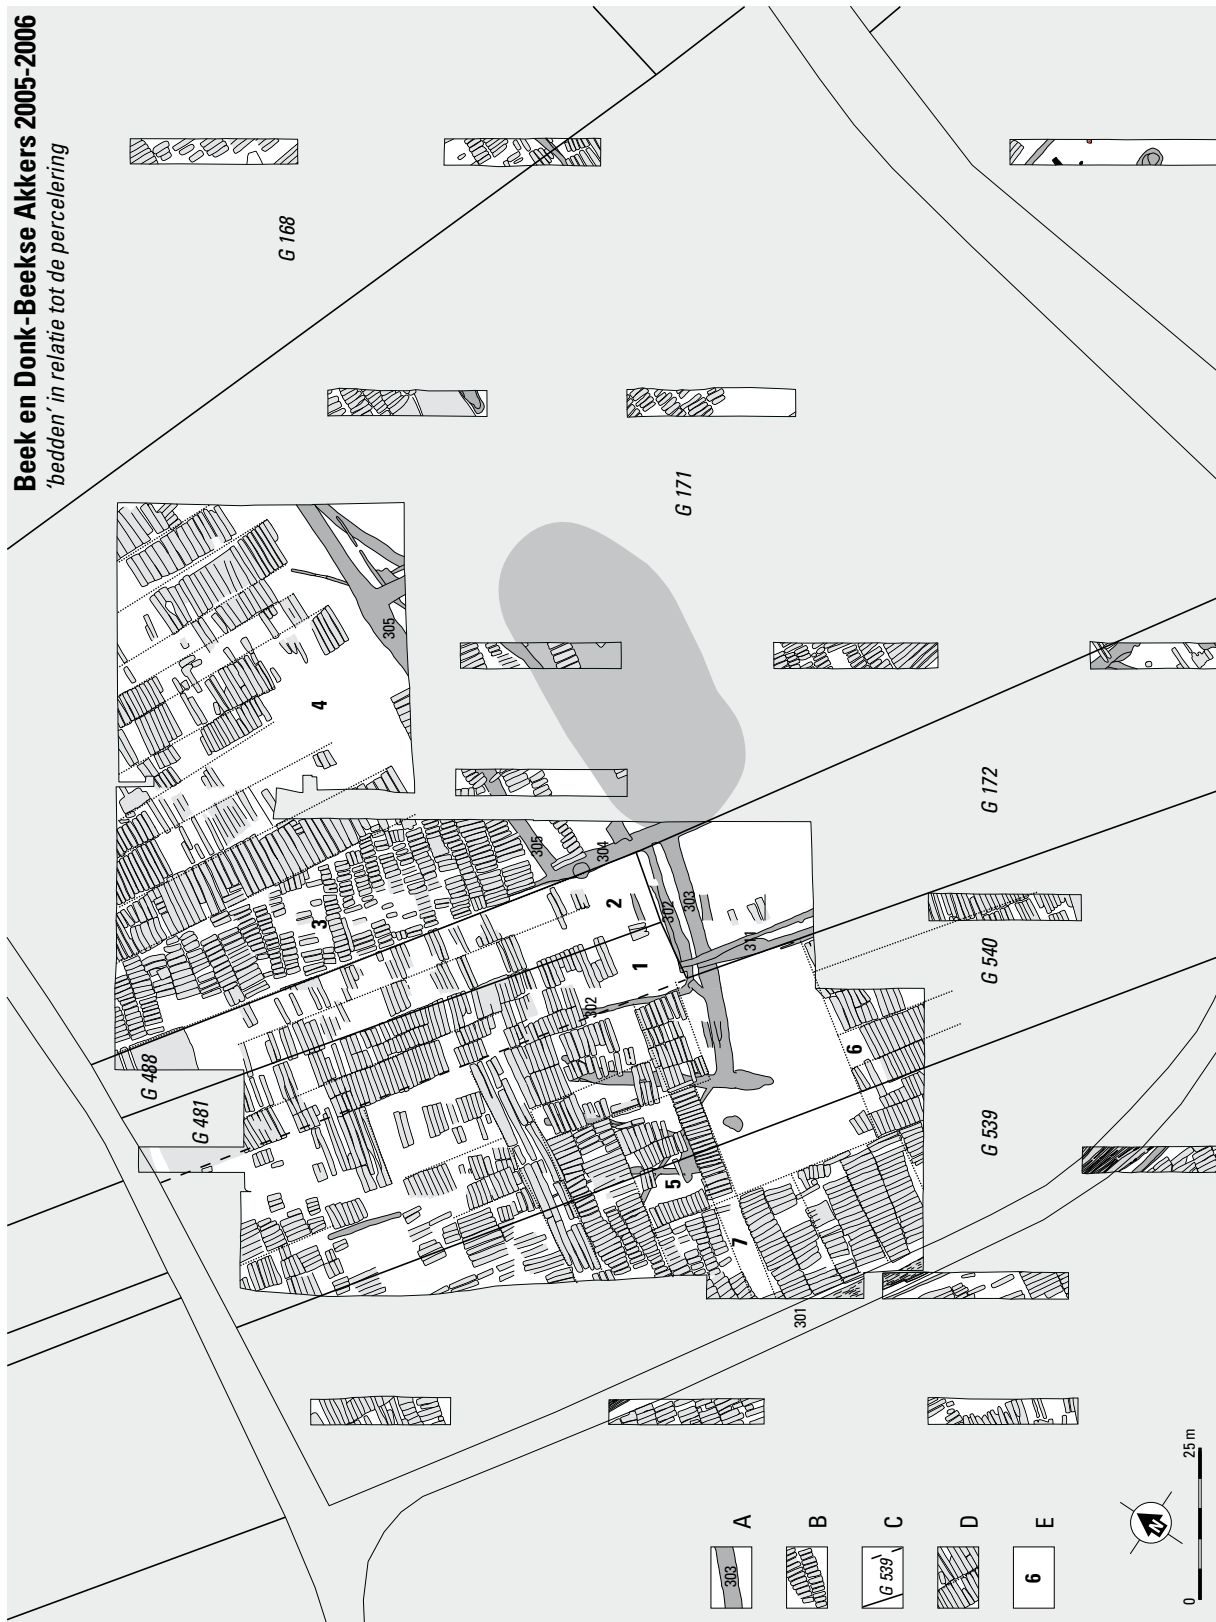 Beek en Donk-Beekse Akkers 2005-2006
'bedden' in relatie tot de percelering
G 168
G 171
305
4
305
304
3
2
302
303
311
1
302
G 172
G 540
6
G 488
G 481
G 539
5
7
301
303
A
B
G 539
C
D
6
E
N
0
25 m